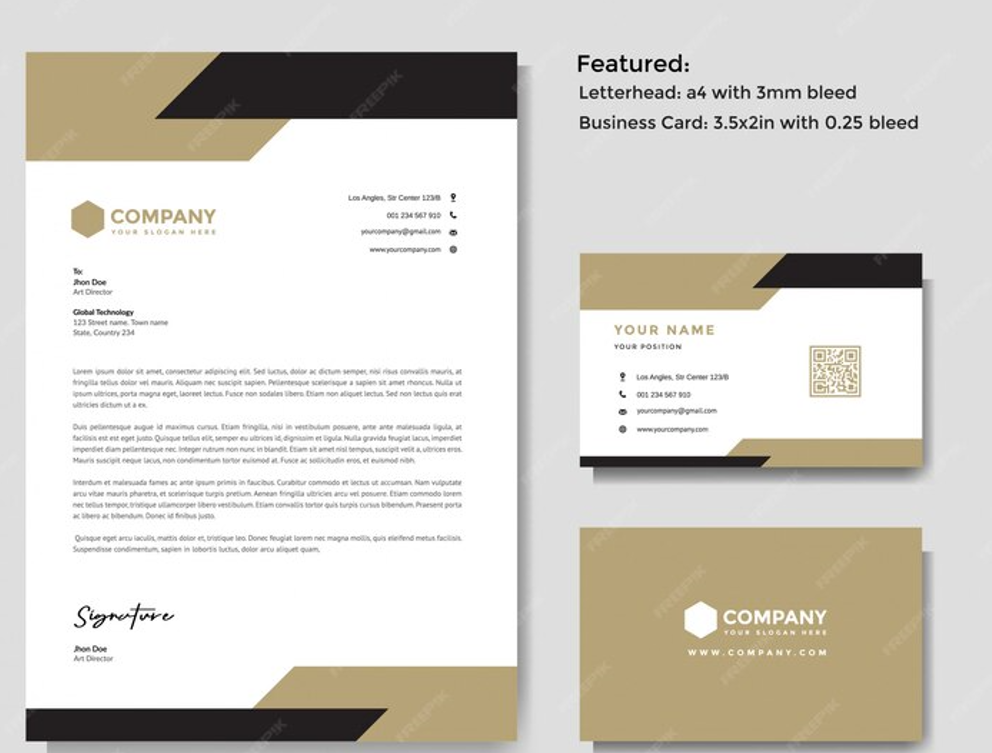 Featured:
Letterhead: a4 with 3mm bleed
Business Card: 3.5x2in with 0.25 bleed
COMPANY
YOUR SLOGAN HERE
Los Angles, Str Center 123/B
001 234 567 910
yourcompany@gmail.com
www.yourcompany.com
To:
Jhon Doe
Art Director
Global Technology
123 Street name. Town name
State, Country 234
Lorem ipsum dolor sit amet, consectetur adipiscing elit. Sed luctus, dolor ac dictum semper, nisi risus convallis mauris, at
fringilla tellus dolor vel mauris. Aliquam nec suscipit sapien. Pellentesque scelerisque a sapien sit amet rhoncus. Nulla ut
ipsum ultrices, porta magna eget, laoreet lectus. Fusce non sodales libero. Etiam non aliquet lectus. Sed non lectus quis erat
ultricies dictum ut a ex.
Duis pellentesque augue id maximus cursus. Etiam fringilla, nisi in vestibulum posuere, ante ante malesuada ligula, at
facilisis est est eget justo. Quisque tellus elit, semper eu ultrices id, dignissim et ligula. Nulla gravida feugiat lacus, imperdiet
imperdiet diam pellentesque nec. Integer rutrum non nunc in blandit. Etiam sit amet nisl tempus, suscipit velit a, ultrices eros.
Mauris suscipit neque lacus, non condimentum tortor euismod at. Fusce ac sollicitudin eros, et euismod nibh.
Interdum et malesuada fames ac ante ipsum primis in faucibus. Curabitur commodo et lectus ut accumsan. Nam vulputate
arcu vitae mauris pharetra, et scelerisque turpis pretium. Aenean fringilla ultricies arcu vel posuere. Etiam commodo lorem
nec tellus tempor, tristique ullamcorper libero vestibulum. Etiam convallis tortor quis turpis cursus bibendum. Praesent porta
ac libero ac bibendum. Donec id finibus justo.
Quisque eget arcu iaculis, mattis dolor et, tristique leo. Donec feugiat lorem nec magna mollis, quis eleifend metus facilisis.
Suspendisse condimentum, sapien in lobortis luctus, dolor arcu aliquet quam,
Signature
Jhon Doe
Art Director
YOUR NAME
YOUR POSITION
Los Angles, Str Center 123/B
001 234 567 910
yourcompany@gmail.com
www.yourcompany.com
COMPANY
YOUR SLOGAN HERE
WWW.COMPANY.COM